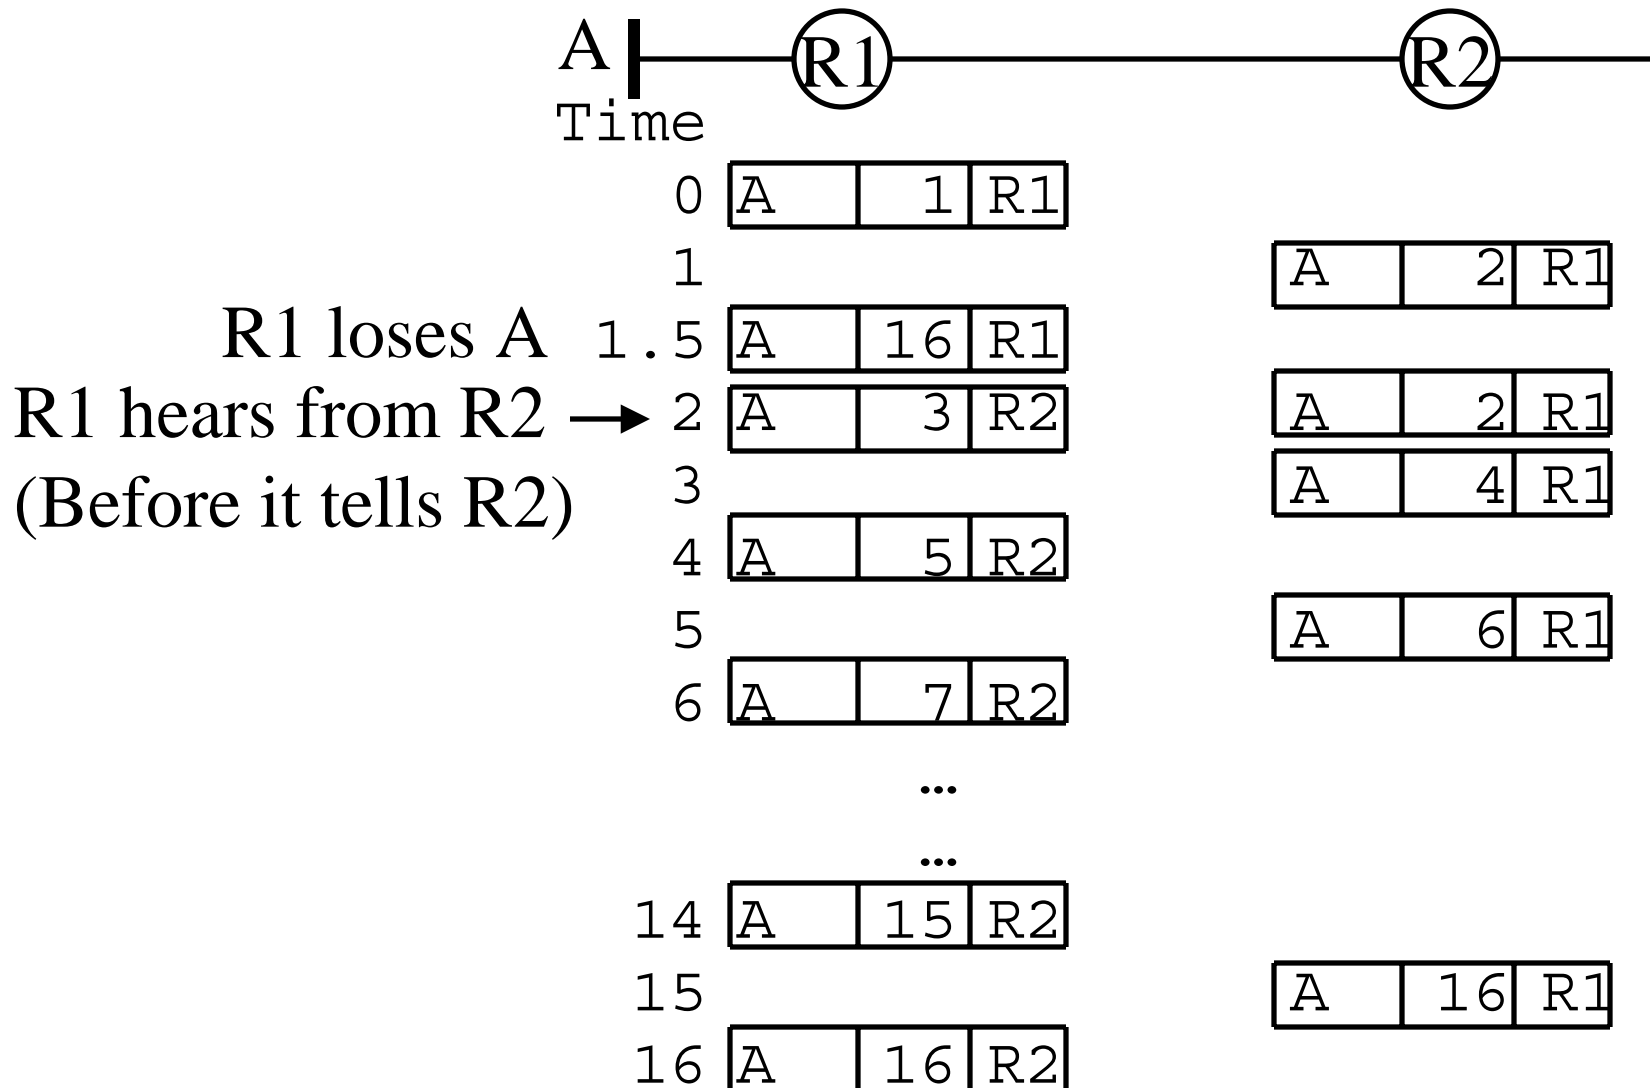 A R1 R2
Time
0 A 1 R1
1 A 2 R1
R1 loses A 1.5 A 16 R1
R1 hears from R2 2 A 3 R2 A 2 R1
(Before it tells R2) 3 A 4 R1
4 A 5 R2
5 A 6 R1
6 A 7 R2
...
...
14 A 15 R2
15 A 16 R1
16 A 16 R2